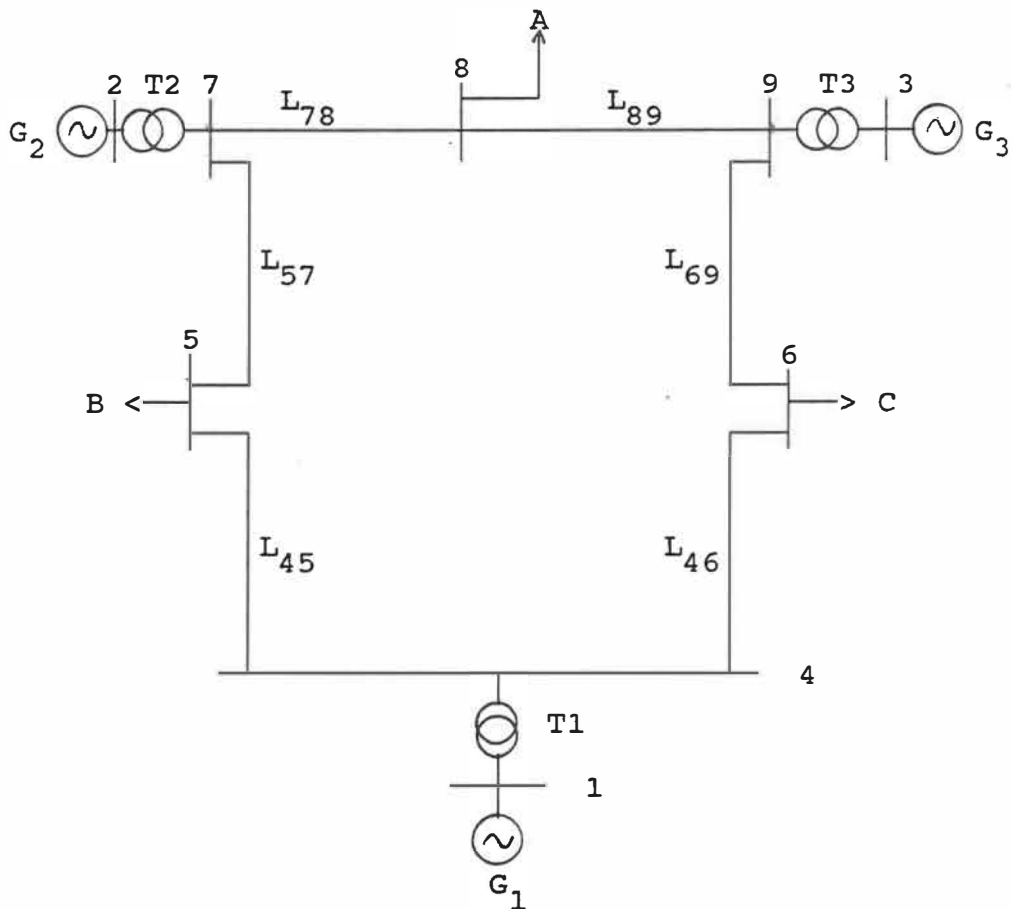 A
2 T2 7 8 9 T3 3
G₂ L₇₈ L₈₉ G₃
L₅₇ L₆₉
5 6
B < > C
L₄₅ L₄₆
4
T1
1
G₁